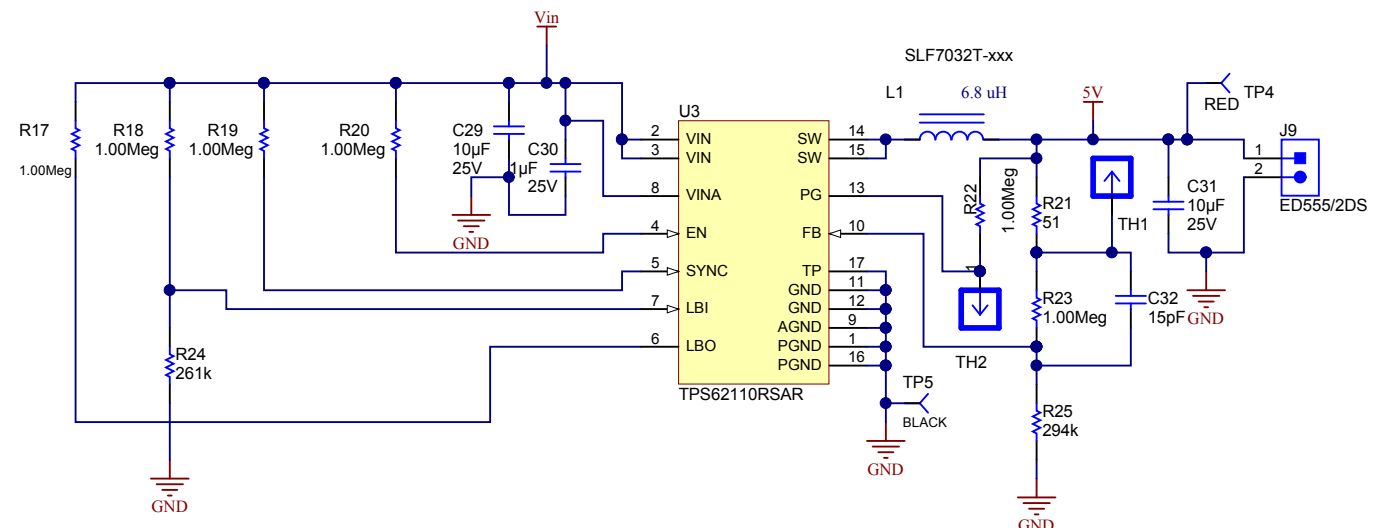 Vin
SLF7032T-xxx
L1
6.8 uH
5V
TP4
RED
R17
1.00Meg
R18
1.00Meg
R19
1.00Meg
R20
1.00Meg
C29
10µF
25V
C30
1µF
25V
GND
U3
2
VIN
3
VIN
8
VINA
4
EN
5
SYNC
7
LBI
6
LBO
SW
14
SW
15
PG
13
FB
10
TP
17
GND
11
GND
12
AGND
9
PGND
1
PGND
16
TPS62110RSAR
R22
1.00Meg
R21
51
TH1
1
TH2
R23
1.00Meg
C32
15pF
C31
10µF
25V
GND
J9
1
2
ED555/2DS
R24
261k
GND
TP5
BLACK
GND
R25
294k
GND